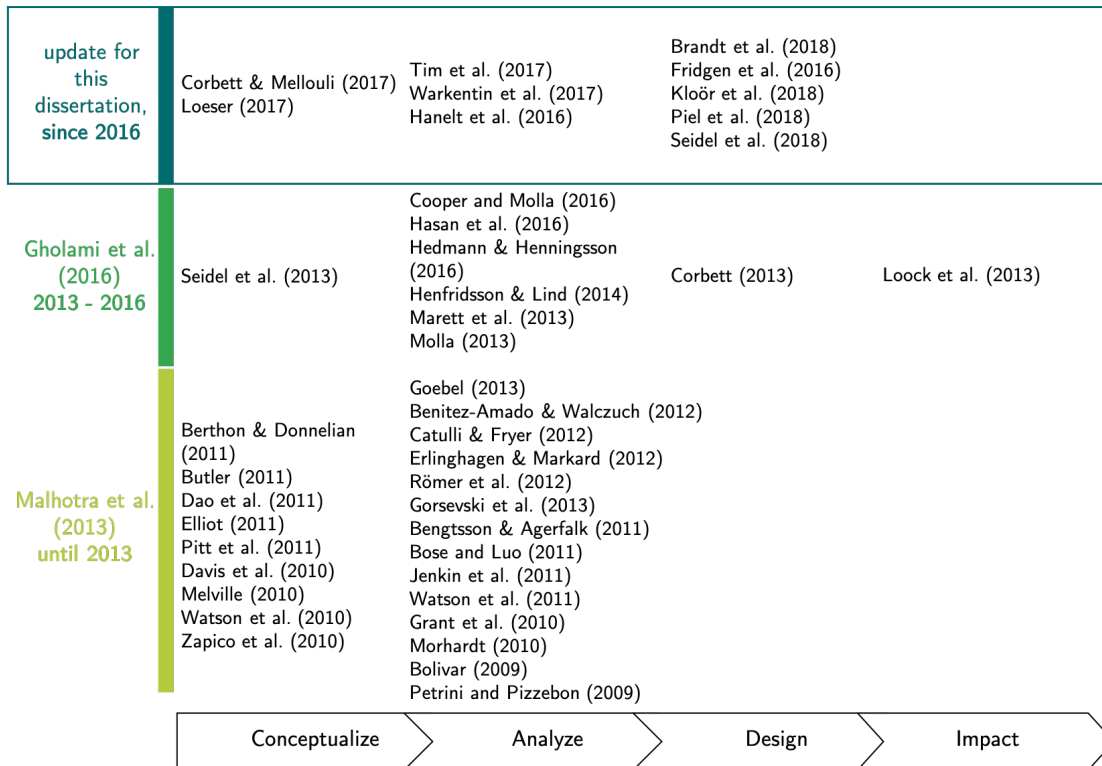 update for
this
dissertation,
since 2016
Corbett & Mellouli (2017)
Loeser (2017)
Tim et al. (2017)
Warkentin et al. (2017)
Hanelt et al. (2016)
Brandt et al. (2018)
Fridgen et al. (2016)
Kloör et al. (2018)
Piel et al. (2018)
Seidel et al. (2018)
Gholami et al.
(2016)
2013 - 2016
Seidel et al. (2013)
Cooper and Molla (2016)
Hasan et al. (2016)
Hedmann & Henningsson
(2016)
Henfridsson & Lind (2014)
Marett et al. (2013)
Molla (2013)
Corbett (2013)
Loock et al. (2013)
Malhotra et al.
(2013)
until 2013
Berthon & Donnelian
(2011)
Butler (2011)
Dao et al. (2011)
Elliot (2011)
Pitt et al. (2011)
Davis et al. (2010)
Melville (2010)
Watson et al. (2010)
Zapico et al. (2010)
Goebel (2013)
Benitez-Amado & Walczuch (2012)
Catulli & Fryer (2012)
Erlinghagen & Markard (2012)
Römer et al. (2012)
Gorsevski et al. (2013)
Bengtsson & Agerfalk (2011)
Bose and Luo (2011)
Jenkin et al. (2011)
Watson et al. (2011)
Grant et al. (2010)
Morhardt (2010)
Bolivar (2009)
Petrini and Pizzebon (2009)
Conceptualize
Analyze
Design
Impact